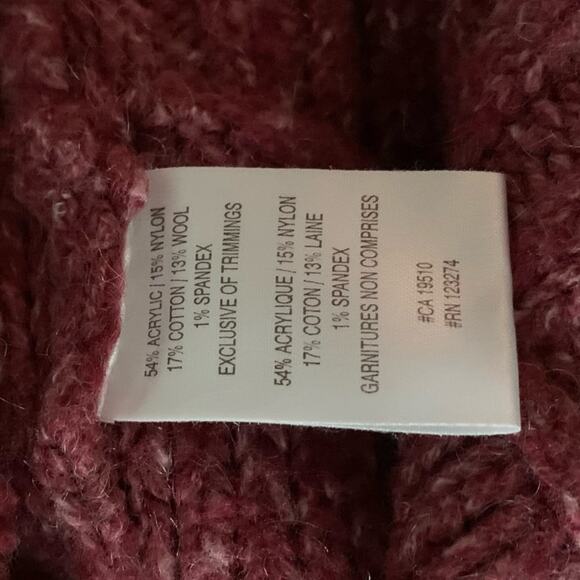 54% ACRYLIC | 15% NYLON
17% COTTON | 13% WOOL
1% SPANDEX
EXCLUSIVE OF TRIMMINGS
54% ACRYLIQUE / 15% NYLON
17% COTON / 13% LAINE
1% SPANDEX
GARNITURES NON COMPRISES
#CA 19510
#RN 123274